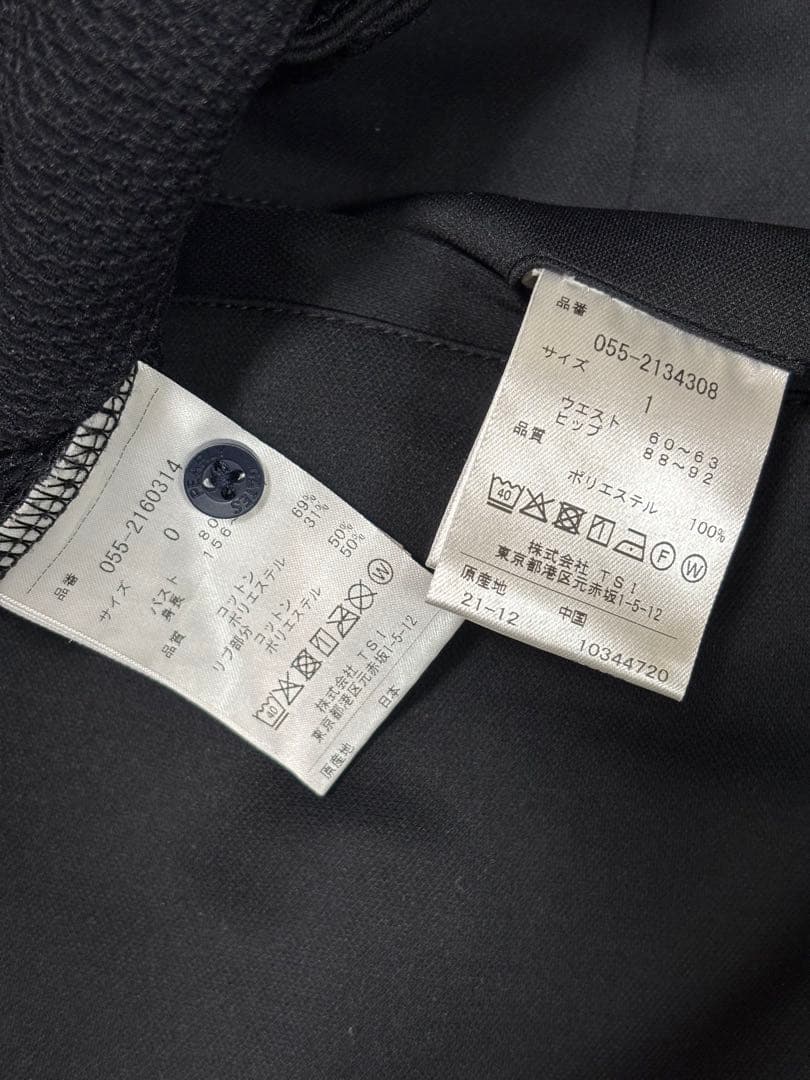 品番
055-2160314
サイズ
0
バスト
80
身長
156
品質
コットン 69%
ポリエステル 31%
リブ部分
コットン 50%
ポリエステル 50%
40
W
株式会社 TSI
東京都港区元赤坂1-5-12
原産地 日本
品番
055-2134308
サイズ
1
ウエスト 60~63
ヒップ 88~92
品質
ポリエステル 100%
40
F
W
株式会社 TSI
東京都港区元赤坂1-5-12
原産地 中国
21-12 10344720